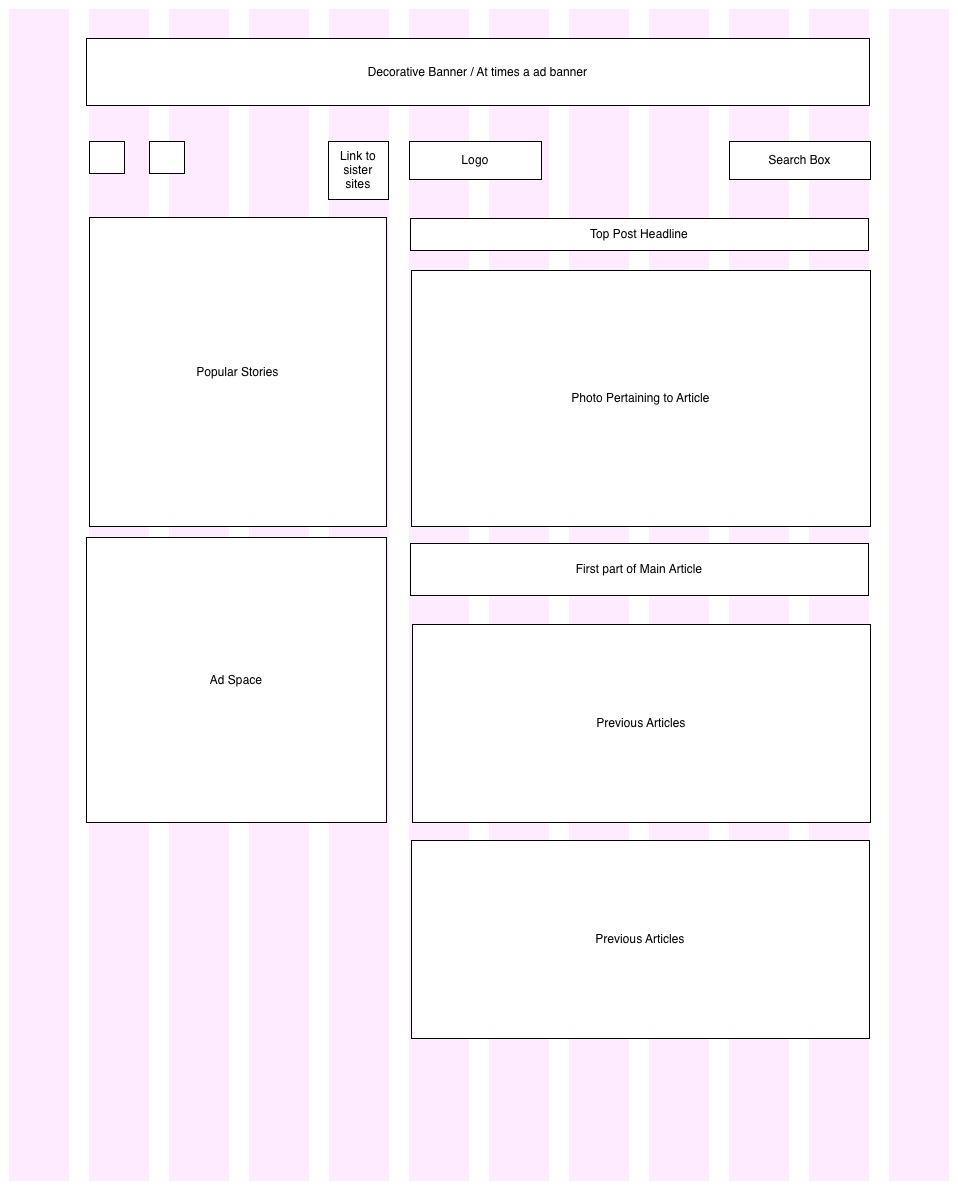 Decorative Banner / At times a ad banner
Link to
sister
sites
Logo
Search Box
Popular Stories
Top Post Headline
Photo Pertaining to Article
Ad Space
First part of Main Article
Previous Articles
Previous Articles